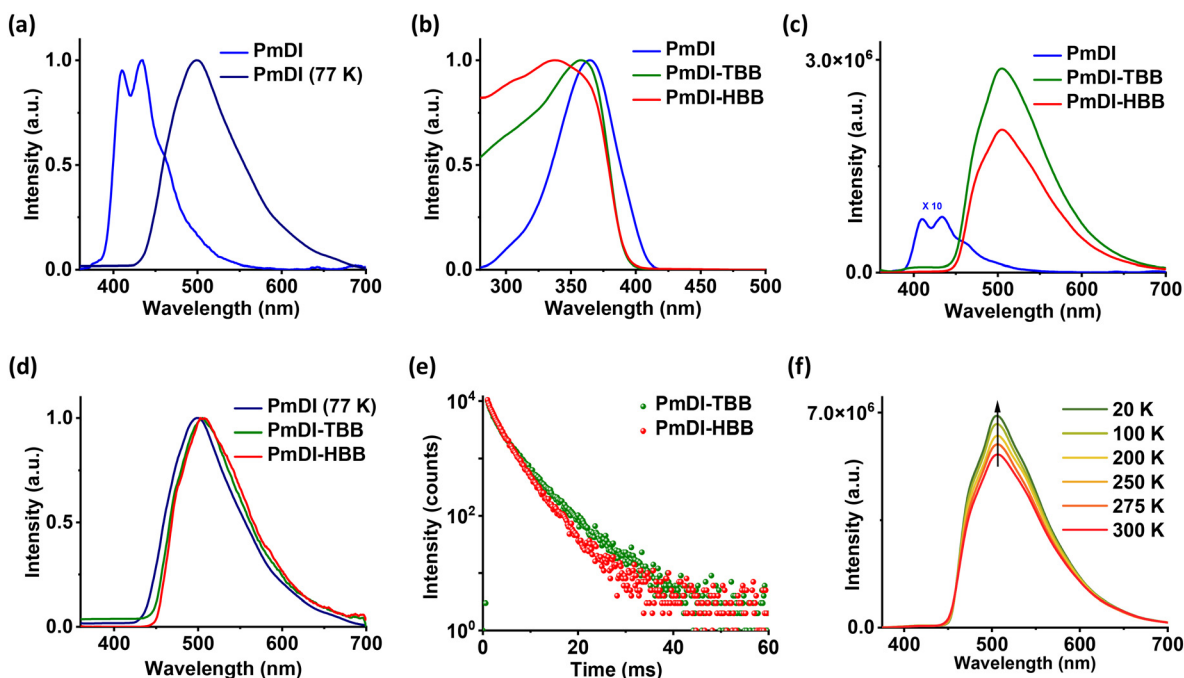 (a)
1.0
0.5
0.0
400 500 600 700
Intensity (a.u.)
Wavelength (nm)
PmDI
PmDI (77 K)
(b)
1.0
0.5
0.0
300 350 400 450 500
Intensity (a.u.)
Wavelength (nm)
PmDI
PmDI-TBB
PmDI-HBB
(c)
3.0×10⁶
0.0
400 500 600 700
Intensity (a.u.)
Wavelength (nm)
PmDI
PmDI-TBB
PmDI-HBB
X 10
(d)
1.0
0.5
0.0
400 500 600 700
Intensity (a.u.)
Wavelength (nm)
PmDI (77 K)
PmDI-TBB
PmDI-HBB
(e)
10⁴
10²
10⁰
0 20 40 60
Intensity (counts)
Time (ms)
PmDI-TBB
PmDI-HBB
(f)
7.0×10⁶
0.0
400 500 600 700
Intensity (a.u.)
Wavelength (nm)
20 K
100 K
200 K
250 K
275 K
300 K